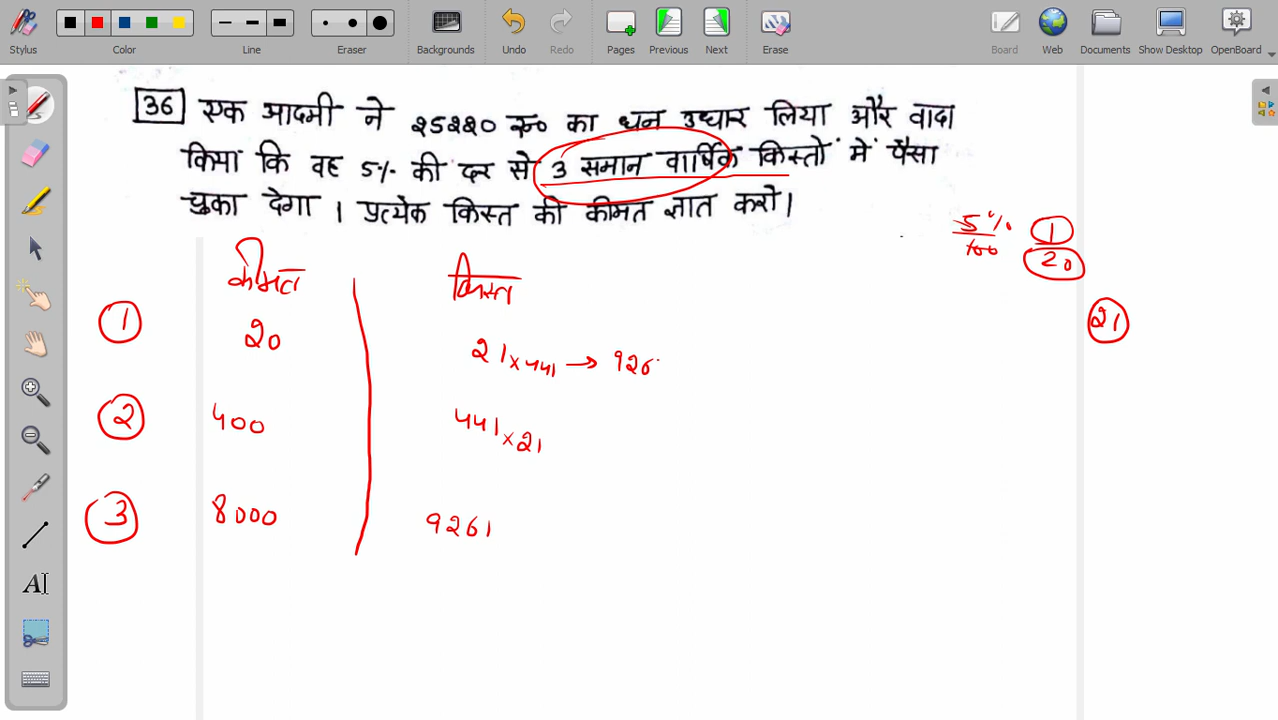 Stylus Color Line Eraser Backgrounds Undo Redo Pages Previous Next Erase Board Web Documents Show Desktop OpenBoard
36 एक आदमी ने 25220 रू० का धन उधार लिया और वादा
किया कि वह 5% की दर से 3 समान वार्षिक किस्तों में पैसा
चुका देगा । प्रत्येक किस्त की कीमत ज्ञात करो।
5% 1
100 20
कीमत किस्त
1 20 21×441 → 926
21
2 400 441×21
3 8000 9261